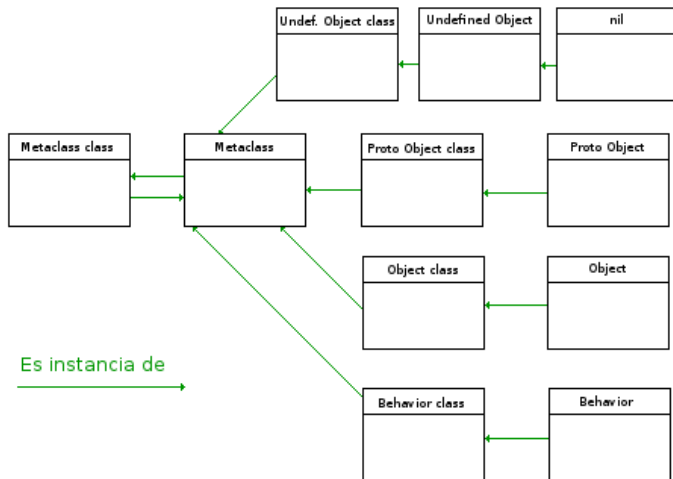 Undef. Object class
Undefined Object
nil
Metaclass class
Metaclass
Proto Object class
Proto Object
Object class
Object
Es instancia de
Behavior class
Behavior